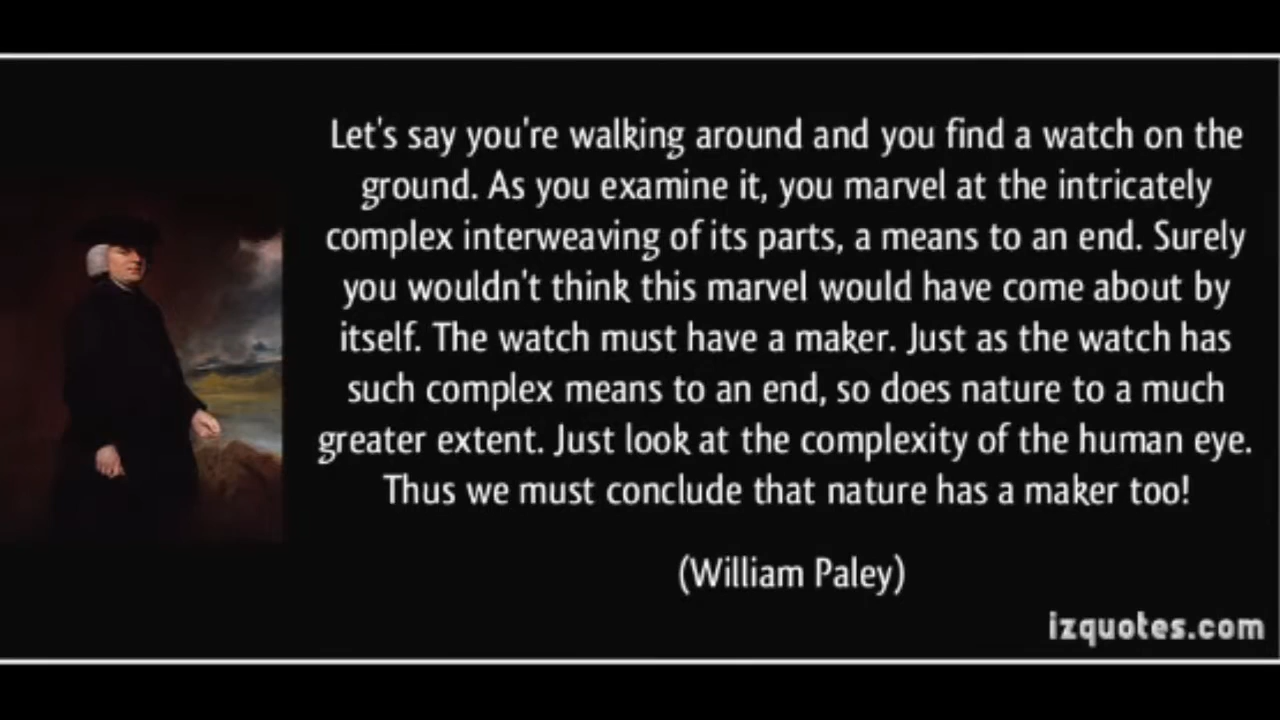 Let's say you're walking around and you find a watch on the
ground. As you examine it, you marvel at the intricately
complex interweaving of its parts, a means to an end. Surely
you wouldn't think this marvel would have come about by
itself. The watch must have a maker. Just as the watch has
such complex means to an end, so does nature to a much
greater extent. Just look at the complexity of the human eye.
Thus we must conclude that nature has a maker too!
(William Paley)
izquotes.com